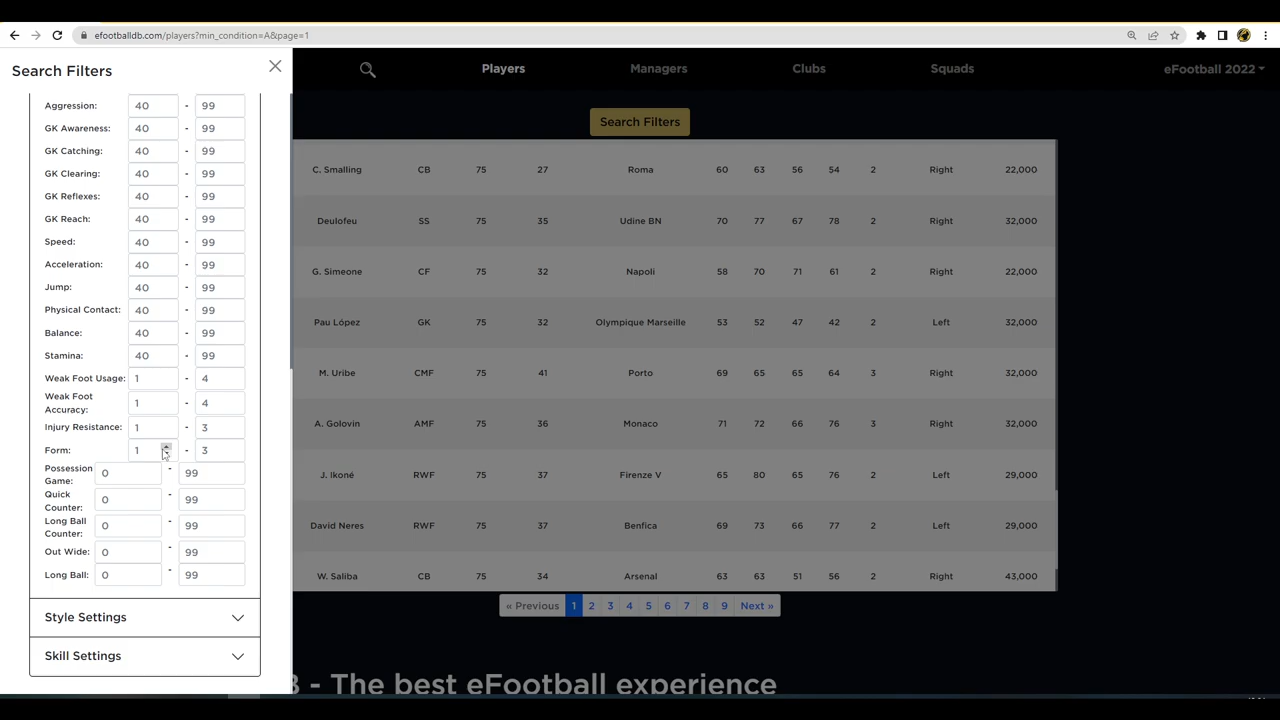 efootballdb.com/players?min_condition=A&page=1
Search Filters
Players Managers Clubs Squads eFootball 2022
Search Filters
Aggression: 40 - 99
GK Awareness: 40 - 99
GK Catching: 40 - 99
GK Clearing: 40 - 99
GK Reflexes: 40 - 99
GK Reach: 40 - 99
Speed: 40 - 99
Acceleration: 40 - 99
Jump: 40 - 99
Physical Contact: 40 - 99
Balance: 40 - 99
Stamina: 40 - 99
Weak Foot Usage: 1 - 4
Weak Foot
Accuracy: 1 - 4
Injury Resistance: 1 - 3
Form: 1 - 3
Possession
Game: 0 - 99
Quick
Counter: 0 - 99
Long Ball
Counter: 0 - 99
Out Wide: 0 - 99
Long Ball: 0 - 99
Style Settings
Skill Settings
C. Smalling CB 75 27 Roma 60 63 56 54 2 Right 22,000
Deulofeu SS 75 35 Udine BN 70 77 67 78 2 Right 32,000
G. Simeone CF 75 32 Napoli 58 70 71 61 2 Right 22,000
Pau López GK 75 32 Olympique Marseille 53 52 47 42 2 Left 32,000
M. Uribe CMF 75 41 Porto 69 65 65 64 3 Right 32,000
A. Golovin AMF 75 36 Monaco 71 72 66 76 3 Right 32,000
J. Ikoné RWF 75 37 Firenze V 65 80 65 76 2 Left 29,000
David Neres RWF 75 37 Benfica 69 73 66 77 2 Left 29,000
W. Saliba CB 75 34 Arsenal 63 63 51 56 2 Right 43,000
« Previous 1 2 3 4 5 6 7 8 9 Next »
- The best eFootball experience